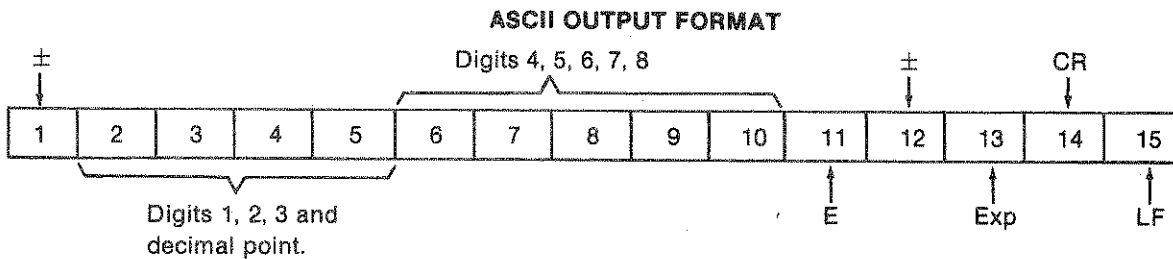 ASCII OUTPUT FORMAT
± Digits 4, 5, 6, 7, 8 ± CR
1 2 3 4 5 6 7 8 9 10 11 12 13 14 15
Digits 1, 2, 3 and
decimal point.
E Exp LF